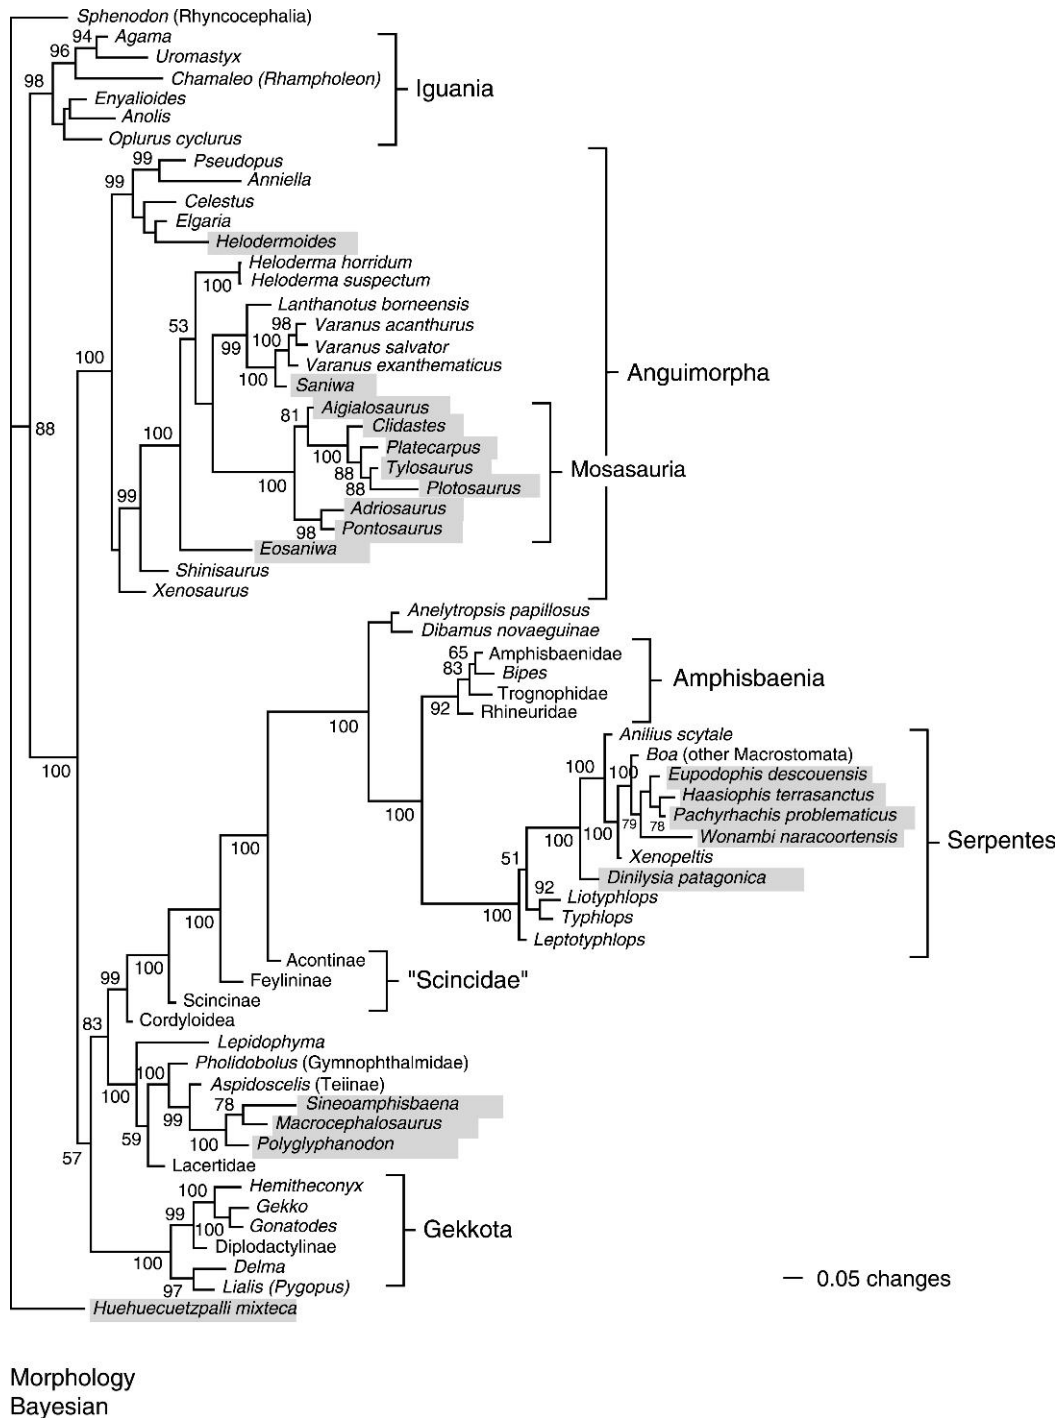 Sphenodon (Rhyncocephalia)
94
Agama
96
Uromastyx
98
Chamaleo (Rhampholeon)
Iguania
Enyalioides
Anolis
Oplurus cyclurus
99
Pseudopus
99
Anniella
Celestus
Elgaria
Helodermoides
Heloderma horridum
100
Heloderma suspectum
Lanthanotus borneensis
53
98
Varanus acanthurus
99
100
Varanus salvator
100
Varanus exanthematicus
100
Saniwa
Anguimorpha
Aigialosaurus
81
Clidastes
88
100
100
Platecarpus
88
Tylosaurus
Mosasauria
100
88
Plotosaurus
99
Adriosaurus
98
Pontosaurus
Eosaniwa
Shinisaurus
Xenosaurus
Anelytropsis papillosus
Dibamus novaeguinae
65
Amphisbaenidae
83
Bipes
Amphisbaenia
92
Trognophidae
Rhineuridae
100
Anilius scytale
100
Boa (other Macrostomata)
100
100
Eupodophis descouensis
Haasiophis terrasanctus
100
Pachyrhachis problematicus
79
78
100
100
Wonambi naracoortensis
Serpentes
100
51
Xenopeltis
Dinilysia patagonica
92
Liotyphlops
100
100
Typhlops
Leptotyphlops
100
Acontinae
99
Feylininae
"Scincidae"
Scincinae
83
Cordyloidea
Lepidophyma
100
Pholidobolus (Gymnophthalmidae)
100
Aspidoscelis (Teiinae)
78
Sineoamphisbaena
99
Macrocephalosaurus
59
100
Polyglyphanodon
57
Lacertidae
100
Hemitheconyx
99
Gekko
100
Gonatodes
Gekkota
Diplodactylinae
100
Delma
97
Lialis (Pygopus)
0.05 changes
Huehuecuetzpalli mixteca
Morphology
Bayesian